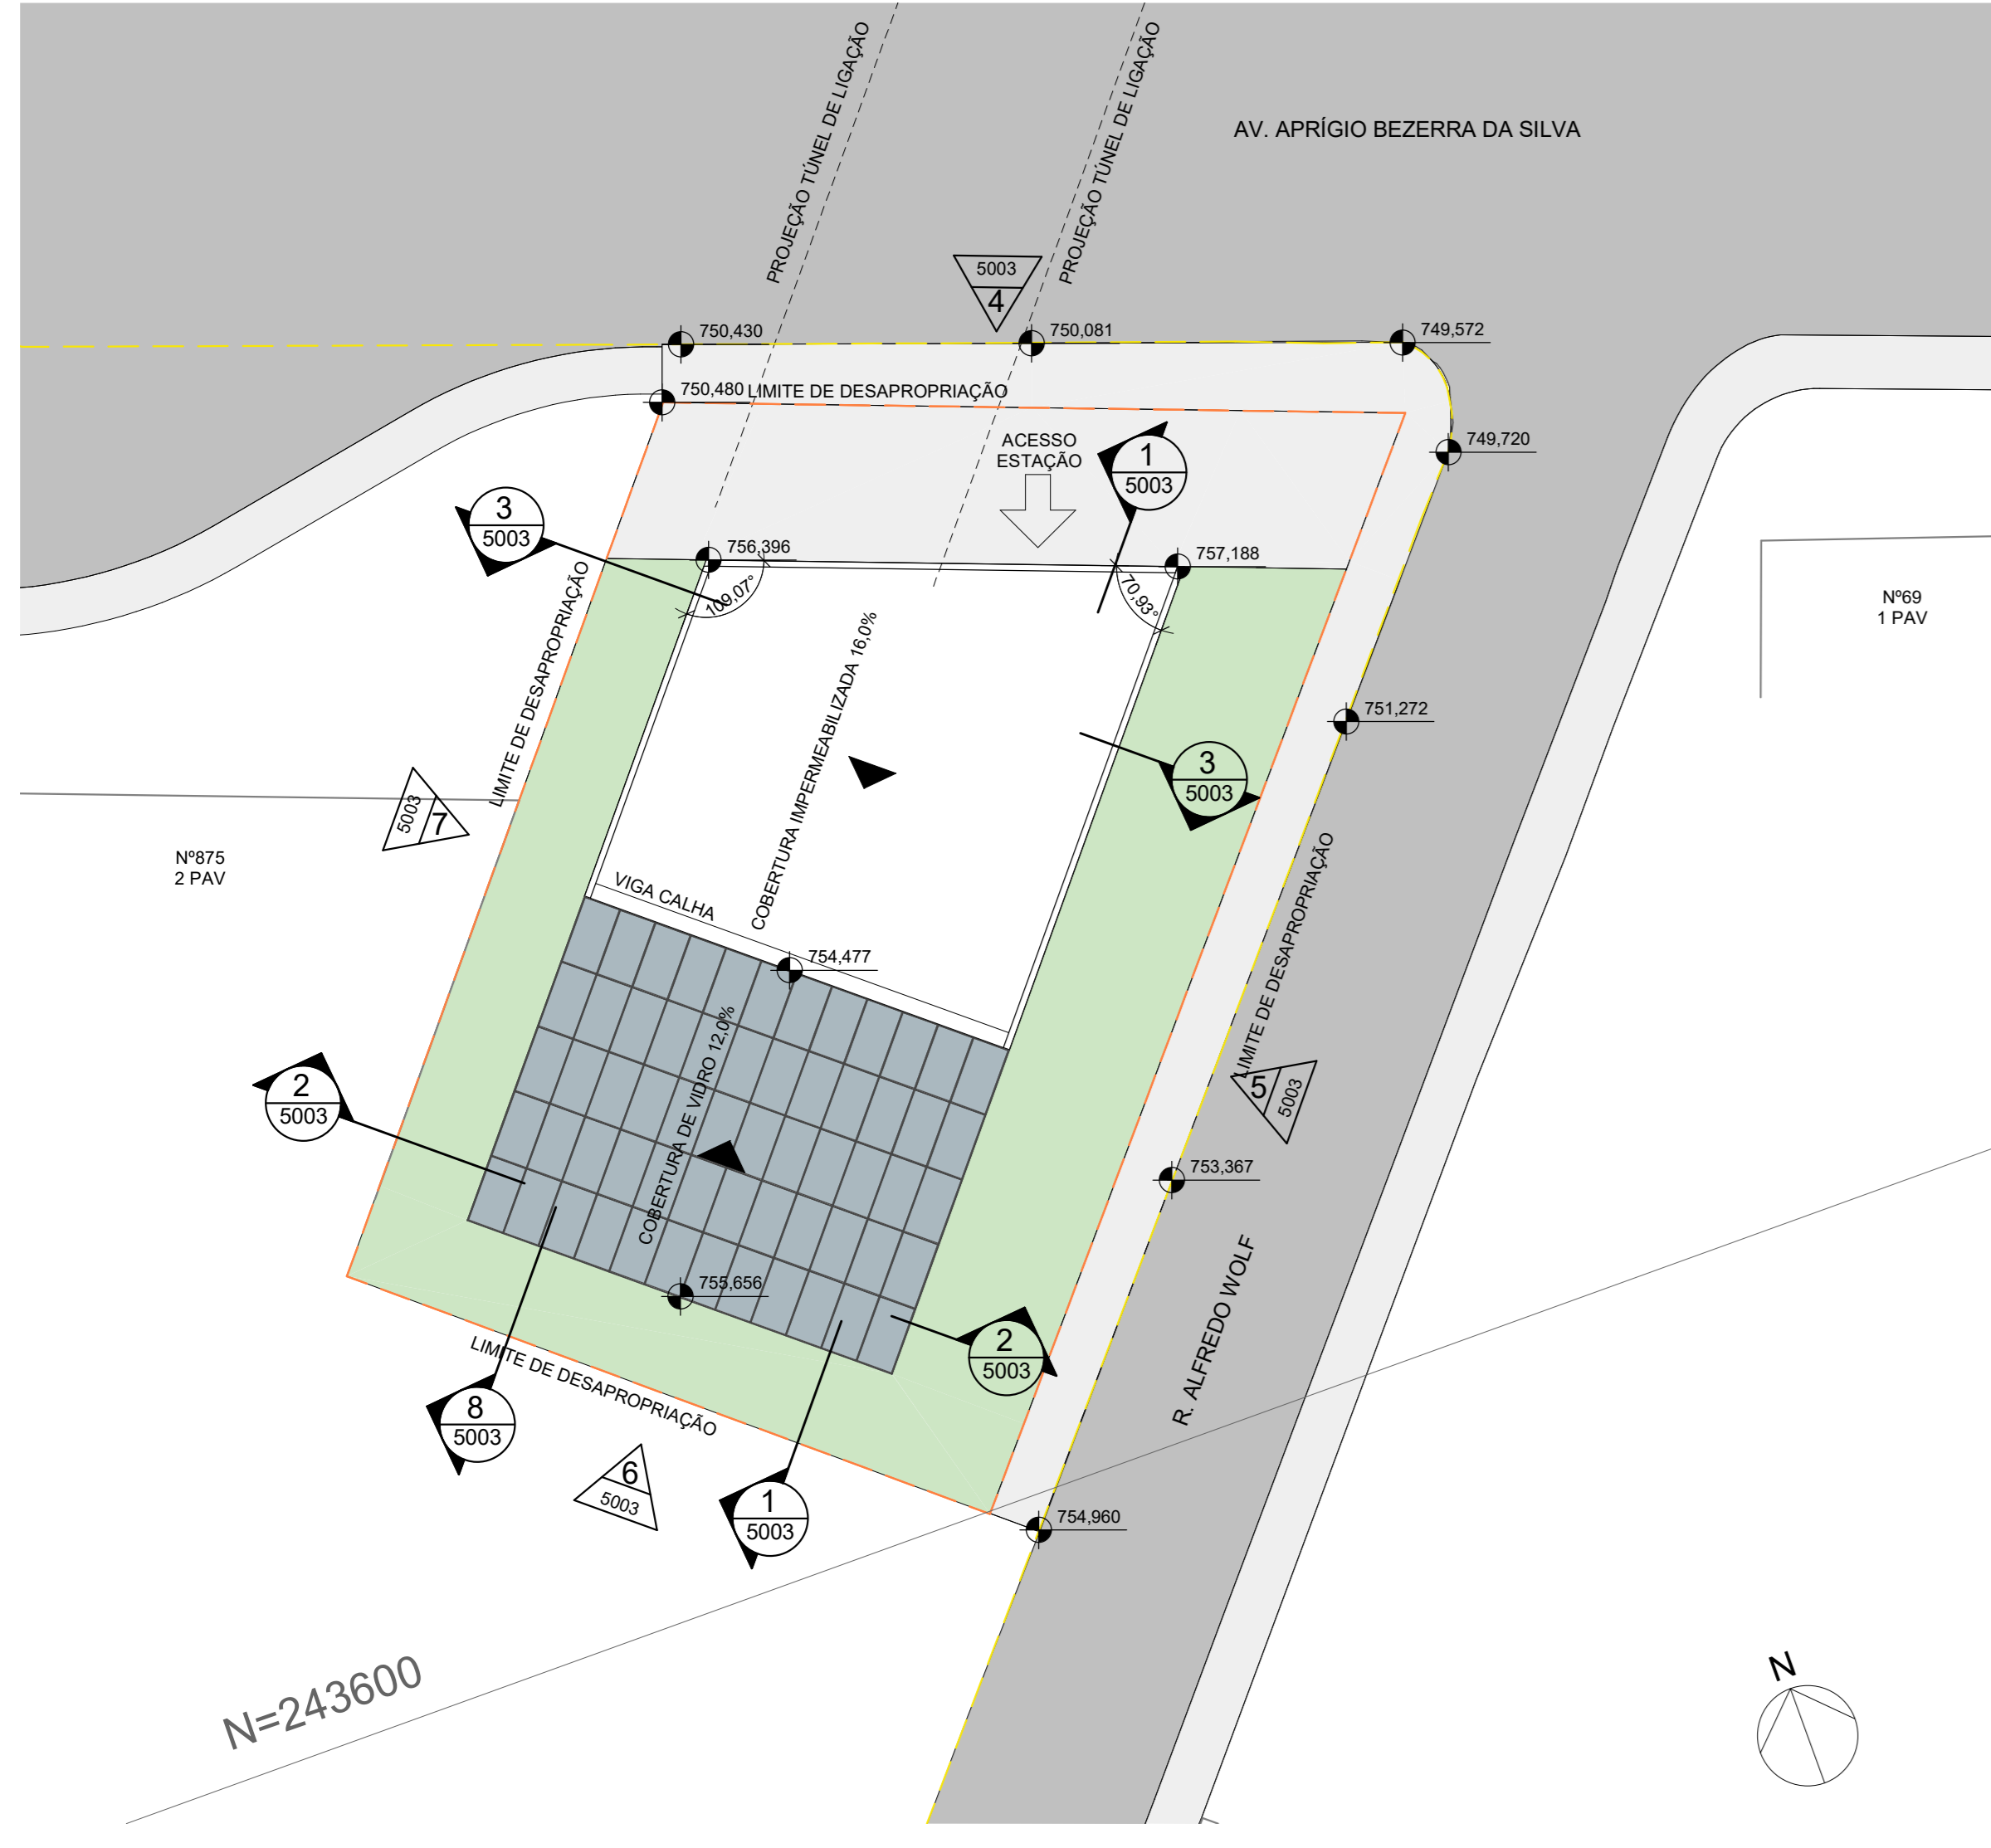 PROJEÇÃO TÚNEL DE LIGAÇÃO
PROJEÇÃO TÚNEL DE LIGAÇÃO
AV. APRÍGIO BEZERRA DA SILVA
5003
4
750,430
750,081
749,572
750,480
LIMITE DE DESAPROPRIAÇÃO
749,720
ACESSO
ESTAÇÃO
1
5003
3
5003
756,396
757,188
109,07°
70,93°
Nº69
1 PAV
LIMITE DE DESAPROPRIAÇÃO
COBERTURA IMPERMEABILIZADA 16,0%
751,272
3
5003
5003
7
Nº875
2 PAV
VIGA CALHA
LIMITE DE DESAPROPRIAÇÃO
754,477
COBERTURA DE VIDRO 12,0%
2
5003
5
5003
753,367
755,656
R. ALFREDO WOLF
2
5003
LIMITE DE DESAPROPRIAÇÃO
8
5003
6
5003
1
5003
754,960
N=243600
N